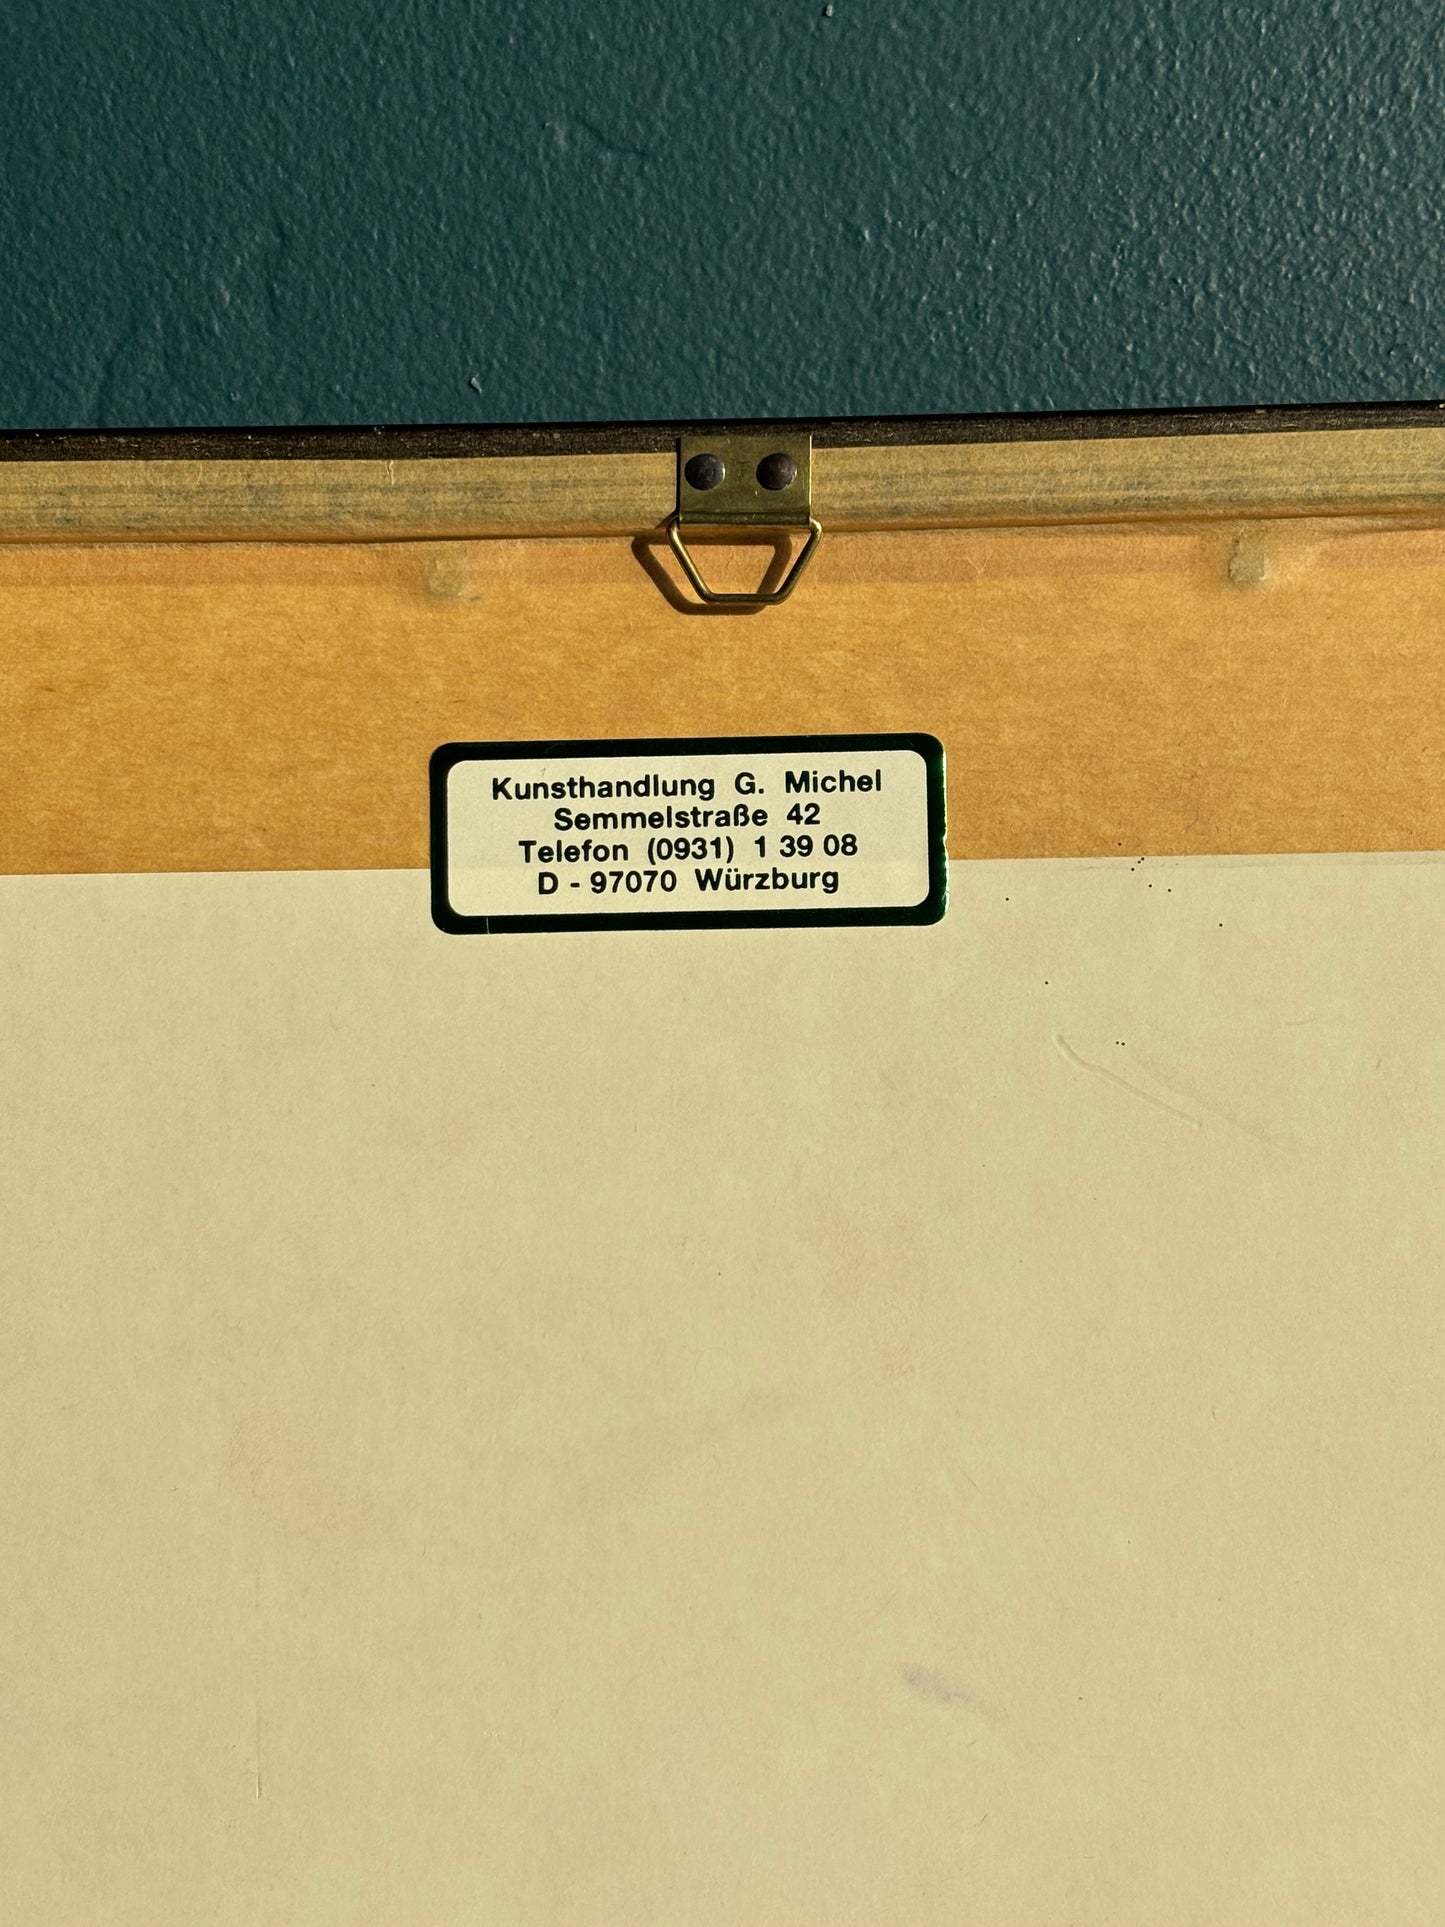 Kunsthandlung G. Michel
Semmelstraße 42
Telefon (0931) 1 39 08
D - 97070 Würzburg